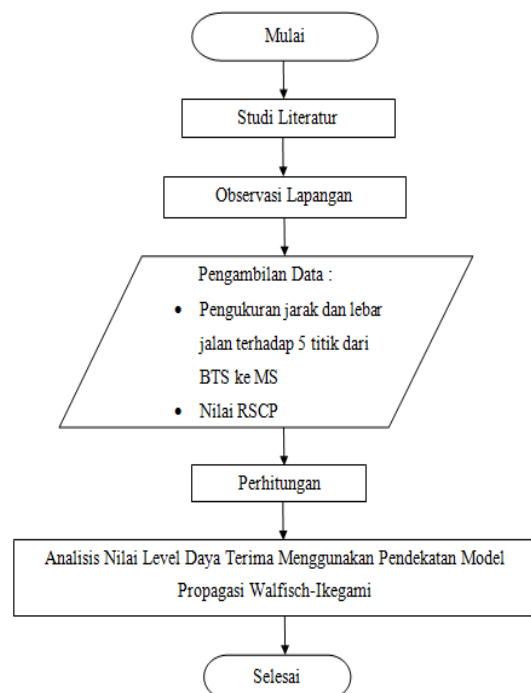 Mulai
Studi Literatur
Observasi Lapangan
Pengambilan Data :
• Pengukuran jarak dan lebar
jalan terhadap 5 titik dari
BTS ke MS
• Nilai RSCP
Perhitungan
Analisis Nilai Level Daya Terima Menggunakan Pendekatan Model
Propagasi Walfisch-Ikegami
Selesai